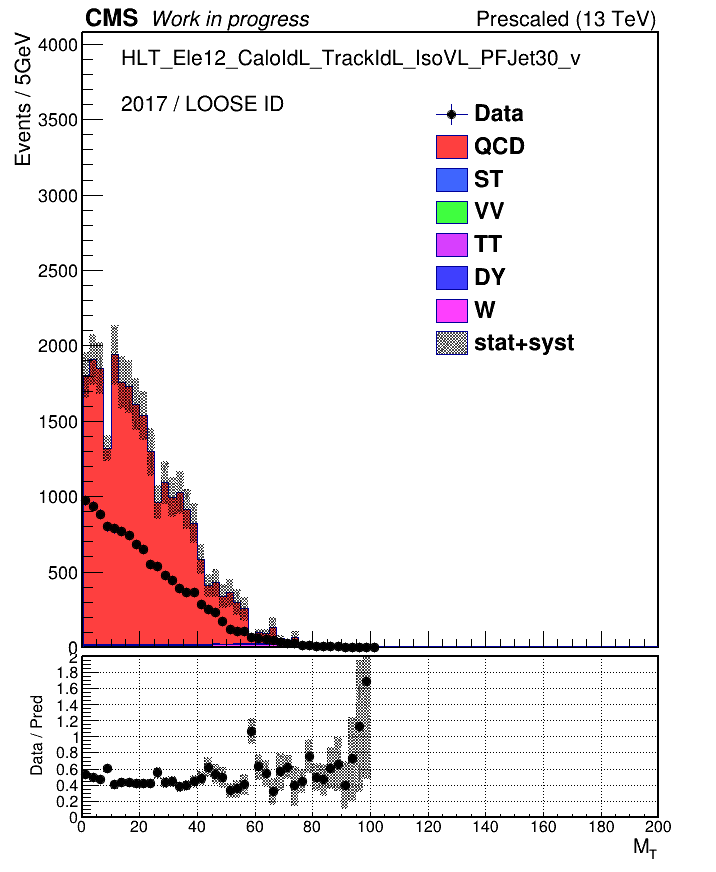 CMS Work in progress Prescaled (13 TeV)
Events / 5GeV
4000
3500
3000
2500
2000
1500
1000
500
0
HLT_Ele12_CaloIdL_TrackIdL_IsoVL_PFJet30_v
2017 / LOOSE ID
Data
QCD
ST
VV
TT
DY
W
stat+syst
Data / Pred
2
1.8
1.6
1.4
1.2
1
0.8
0.6
0.4
0.2
0
0 20 40 60 80 100 120 140 160 180 200
M_T